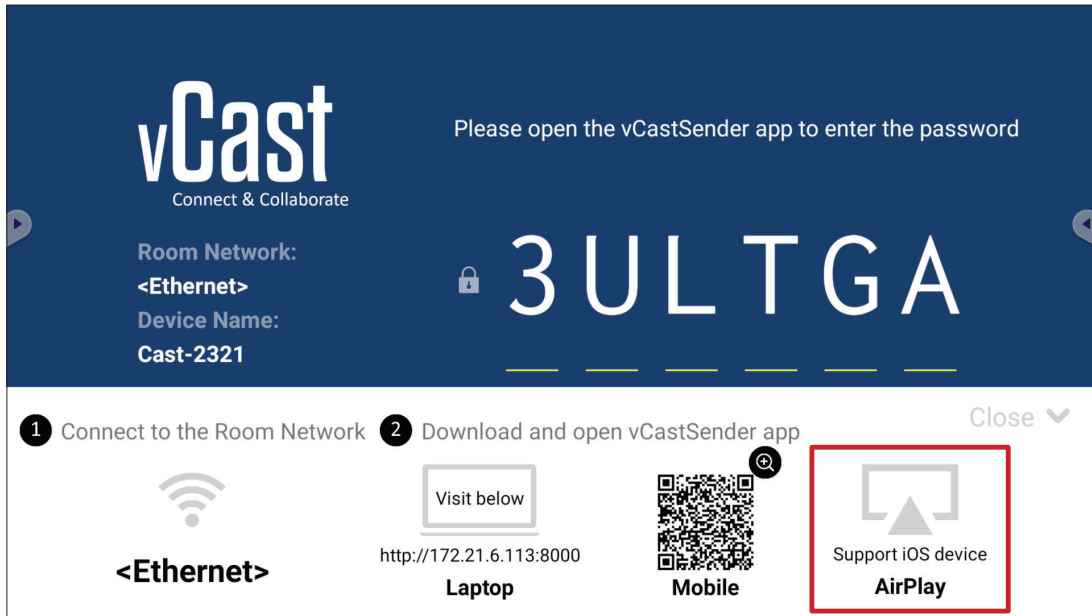 vCast
Connect & Collaborate
Please open the vCastSender app to enter the password
Room Network:
<Ethernet>
Device Name:
Cast-2321
3ULTGA
1 Connect to the Room Network
2 Download and open vCastSender app
Close
<Ethernet>
Visit below
http://172.21.6.113:8000
Laptop
Mobile
Support iOS device
AirPlay